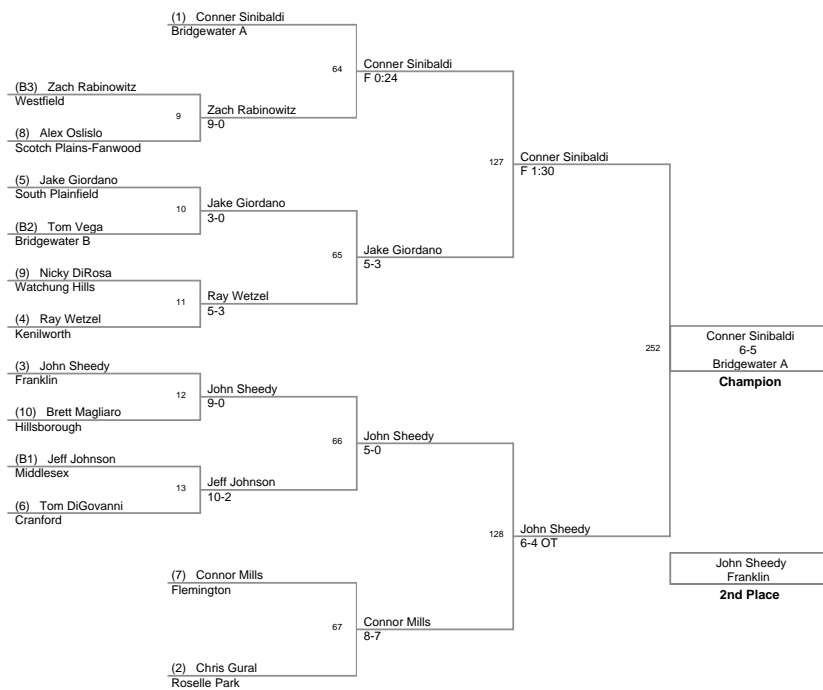 (1) Conner Sinibaldi
Bridgewater A
64
Conner Sinibaldi
F 0:24
(B3) Zach Rabinowitz
Westfield
9
Zach Rabinowitz
9-0
(8) Alex Oslislo
Scotch Plains-Fanwood
127
Conner Sinibaldi
F 1:30
(5) Jake Giordano
South Plainfield
10
Jake Giordano
3-0
(B2) Tom Vega
Bridgewater B
65
Jake Giordano
5-3
(9) Nicky DiRosa
Watchung Hills
11
Ray Wetzel
5-3
(4) Ray Wetzel
Kenilworth
252
Conner Sinibaldi
6-5
Bridgewater A
Champion
(3) John Sheedy
Franklin
12
John Sheedy
9-0
(10) Brett Magliaro
Hillsborough
66
John Sheedy
5-0
(B1) Jeff Johnson
Middlesex
13
Jeff Johnson
10-2
(6) Tom DiGovanni
Cranford
128
John Sheedy
6-4 OT
John Sheedy
Franklin
2nd Place
(7) Connor Mills
Flemington
67
Connor Mills
8-7
(2) Chris Gural
Roselle Park